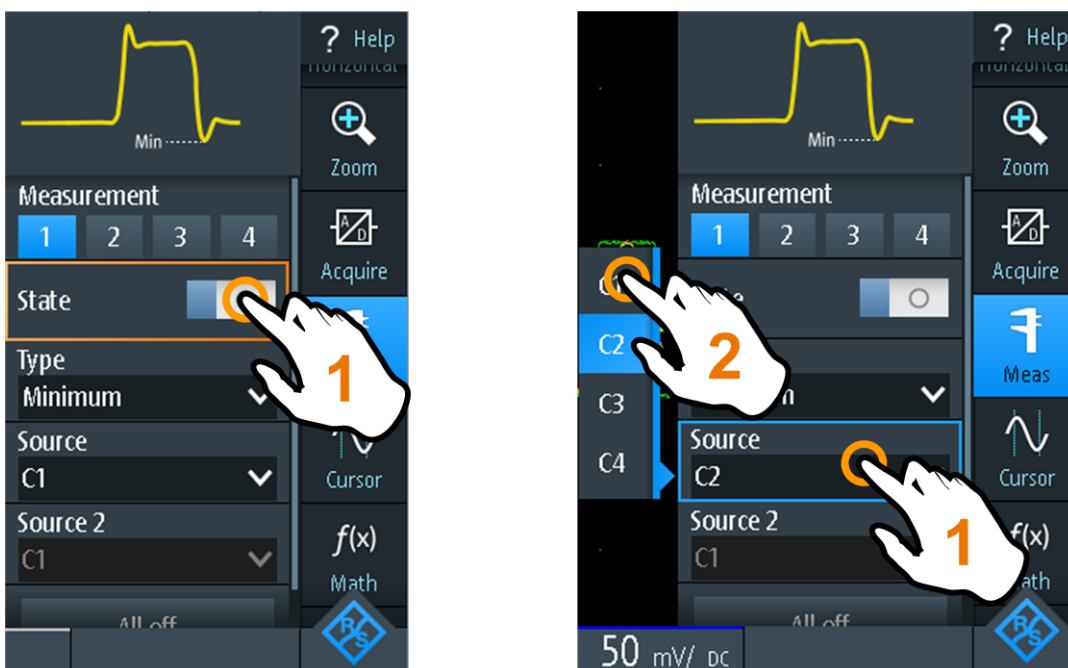 ? Help
Horizontal
Min
Zoom
Measurement
1 2 3 4
Acquire
State
1
Type
Minimum
Source
C1
Cursor
Source 2
C1
f(x)
Math
All off
R&S
? Help
Horizontal
Min
Zoom
Measurement
1 2 3 4
Acquire
C2
2
Meas
C3
Source
C4
C2
Cursor
Source 2
C1
1
f(x)
All off
50 mV/ DC
R&S